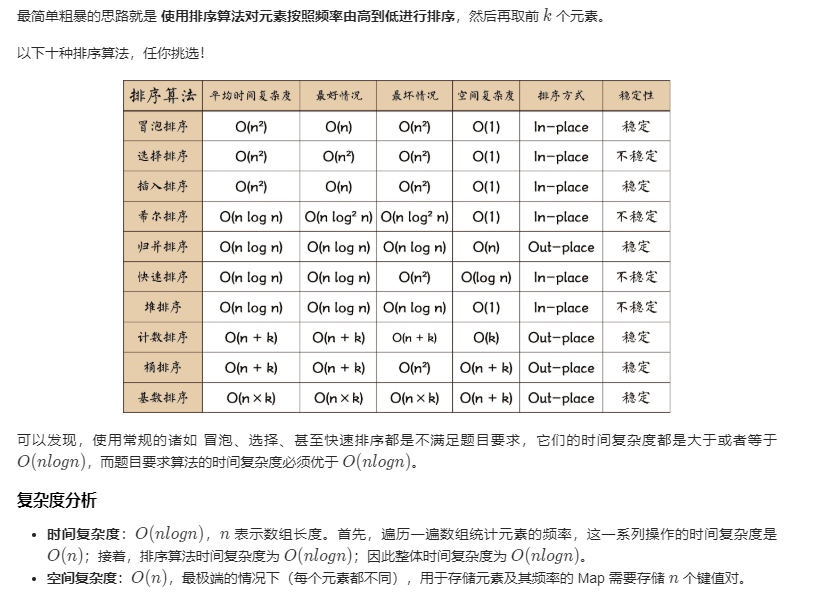 最简单粗暴的思路就是 使用排序算法对元素按照频率由高到低进行排序，然后再取前 k 个元素。
以下十种排序算法，任你挑选！
排序算法 平均时间复杂度 最好情况 最坏情况 空间复杂度 排序方式 稳定性
冒泡排序 O(n²) O(n) O(n²) O(1) In-place 稳定
选择排序 O(n²) O(n²) O(n²) O(1) In-place 不稳定
插入排序 O(n²) O(n) O(n²) O(1) In-place 稳定
希尔排序 O(n log n) O(n log² n) O(n log² n) O(1) In-place 不稳定
归并排序 O(n log n) O(n log n) O(n log n) O(n) Out-place 稳定
快速排序 O(n log n) O(n log n) O(n²) O(log n) In-place 不稳定
堆排序 O(n log n) O(n log n) O(n log n) O(1) In-place 不稳定
计数排序 O(n + k) O(n + k) O(n + k) O(k) Out-place 稳定
桶排序 O(n + k) O(n + k) O(n²) O(n + k) Out-place 稳定
基数排序 O(n×k) O(n×k) O(n×k) O(n + k) Out-place 稳定
可以发现，使用常规的诸如 冒泡、选择、甚至快速排序都是不满足题目要求，它们的时间复杂度都是大于或者等于
O(nlogn)，而题目要求算法的时间复杂度必须优于 O(nlogn)。
复杂度分析
• 时间复杂度：O(nlogn)，n 表示数组长度。首先，遍历一遍数组统计元素的频率，这一系列操作的时间复杂度是
O(n)；接着，排序算法时间复杂度为 O(nlogn)；因此整体时间复杂度为 O(nlogn)。
• 空间复杂度：O(n)，最极端的情况下（每个元素都不同），用于存储元素及其频率的 Map 需要存储 n 个键值对。